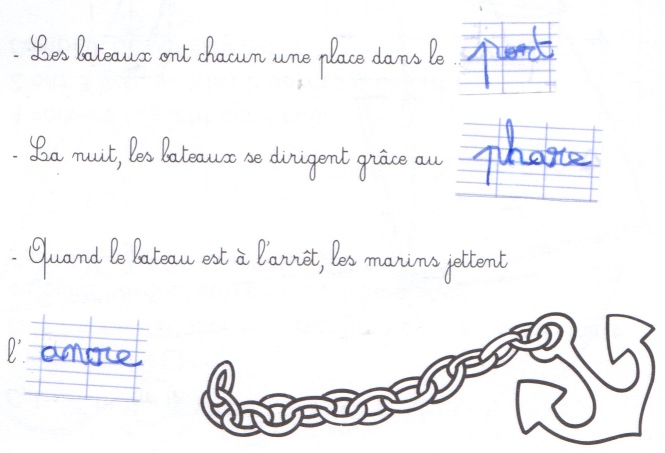 - Les bateaux ont chacun une place dans le .. port
- La nuit, les bateaux se dirigent grâce au phare
- Quand le bateau est à l'arrêt, les marins jettent
l'. ancre